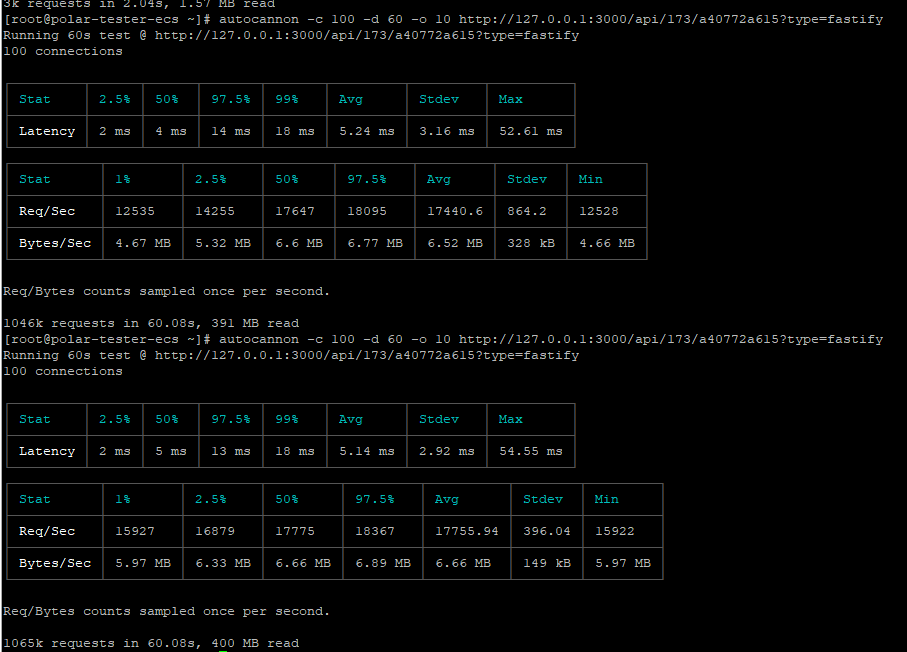 3k requests in 2.04s, 1.57 MB read
[root@polar-tester-ecs ~]# autocannon -c 100 -d 60 -o 10 http://127.0.0.1:3000/api/173/a40772a615?type=fastify
Running 60s test @ http://127.0.0.1:3000/api/173/a40772a615?type=fastify
100 connections
Stat 2.5% 50% 97.5% 99% Avg Stdev Max
Latency 2 ms 4 ms 14 ms 18 ms 5.24 ms 3.16 ms 52.61 ms
Stat 1% 2.5% 50% 97.5% Avg Stdev Min
Req/Sec 12535 14255 17647 18095 17440.6 864.2 12528
Bytes/Sec 4.67 MB 5.32 MB 6.6 MB 6.77 MB 6.52 MB 328 kB 4.66 MB
Req/Bytes counts sampled once per second.
1046k requests in 60.08s, 391 MB read
[root@polar-tester-ecs ~]# autocannon -c 100 -d 60 -o 10 http://127.0.0.1:3000/api/173/a40772a615?type=fastify
Running 60s test @ http://127.0.0.1:3000/api/173/a40772a615?type=fastify
100 connections
Stat 2.5% 50% 97.5% 99% Avg Stdev Max
Latency 2 ms 5 ms 13 ms 18 ms 5.14 ms 2.92 ms 54.55 ms
Stat 1% 2.5% 50% 97.5% Avg Stdev Min
Req/Sec 15927 16879 17775 18367 17755.94 396.04 15922
Bytes/Sec 5.97 MB 6.33 MB 6.66 MB 6.89 MB 6.66 MB 149 kB 5.97 MB
Req/Bytes counts sampled once per second.
1065k requests in 60.08s, 400 MB read